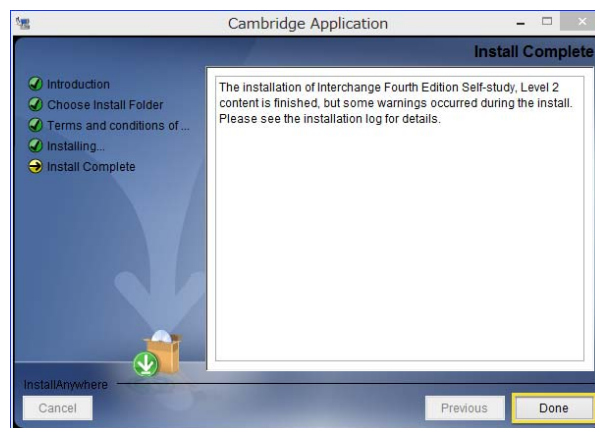 Cambridge Application
Install Complete
Introduction
Choose Install Folder
Terms and conditions of ...
Installing...
Install Complete
The installation of Interchange Fourth Edition Self-study, Level 2
content is finished, but some warnings occurred during the install.
Please see the installation log for details.
InstallAnywhere
Cancel
Previous
Done